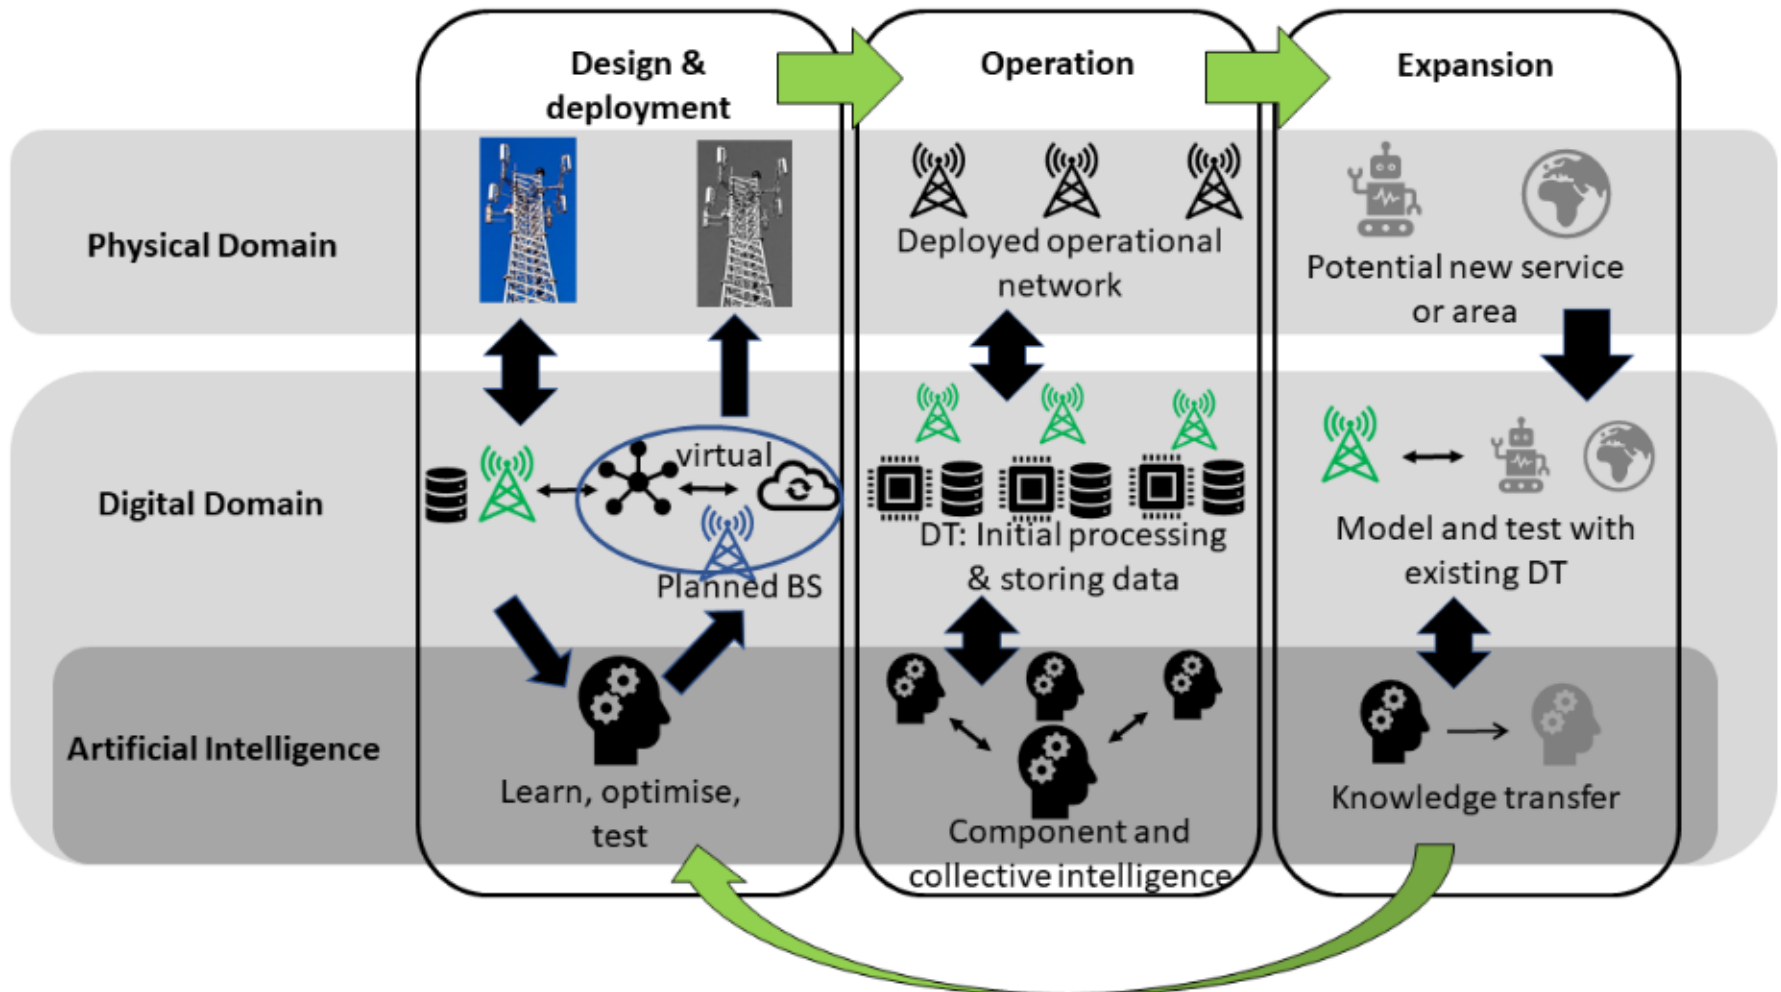 Design &
deployment
Operation
Expansion
Physical Domain
Deployed operational
network
Potential new service
or area
Digital Domain
virtual
Planned BS
DT: Initial processing
& storing data
Model and test with
existing DT
Artificial Intelligence
Learn, optimise,
test
Component and
collective intelligence
Knowledge transfer